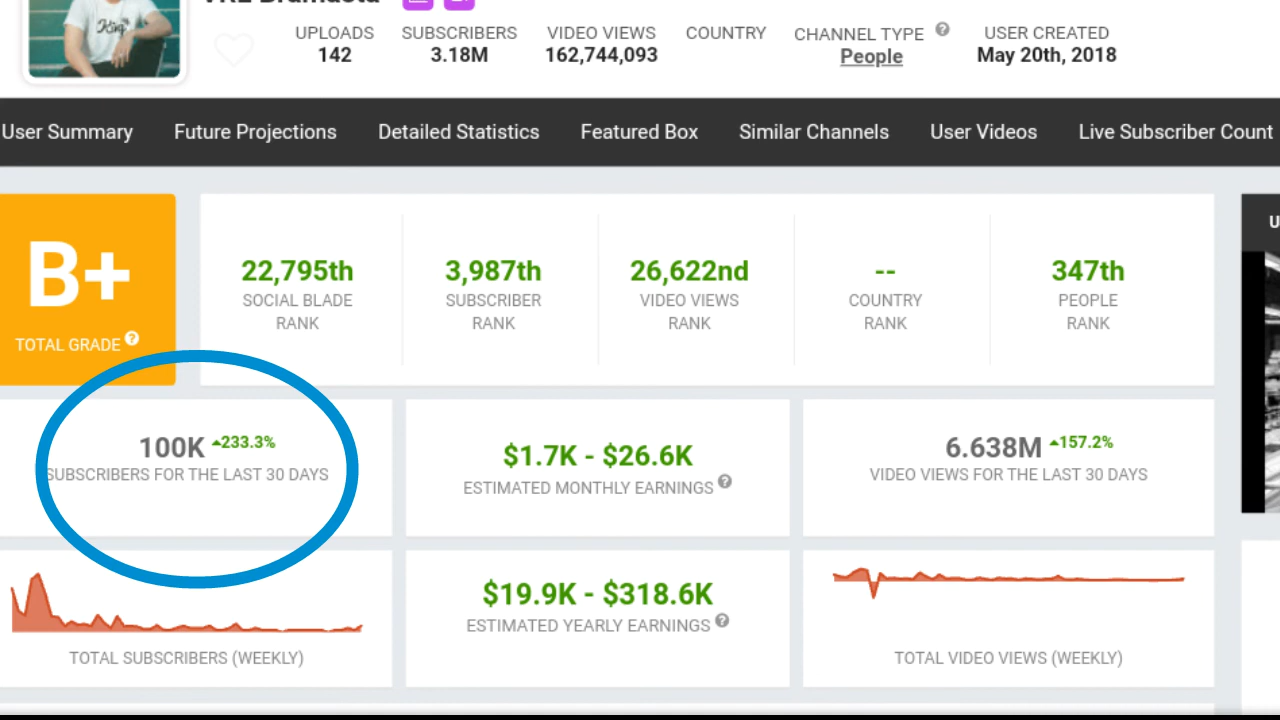 UPLOADS
142
SUBSCRIBERS
3.18M
VIDEO VIEWS
162,744,093
COUNTRY
CHANNEL TYPE ?
People
USER CREATED
May 20th, 2018
King
User Summary Future Projections Detailed Statistics Featured Box Similar Channels User Videos Live Subscriber Count
B+
TOTAL GRADE ?
22,795th
SOCIAL BLADE
RANK
3,987th
SUBSCRIBER
RANK
26,622nd
VIDEO VIEWS
RANK
--
COUNTRY
RANK
347th
PEOPLE
RANK
U
100K 233.3%
SUBSCRIBERS FOR THE LAST 30 DAYS
$1.7K - $26.6K
ESTIMATED MONTHLY EARNINGS ?
6.638M 157.2%
VIDEO VIEWS FOR THE LAST 30 DAYS
TOTAL SUBSCRIBERS (WEEKLY)
$19.9K - $318.6K
ESTIMATED YEARLY EARNINGS ?
TOTAL VIDEO VIEWS (WEEKLY)